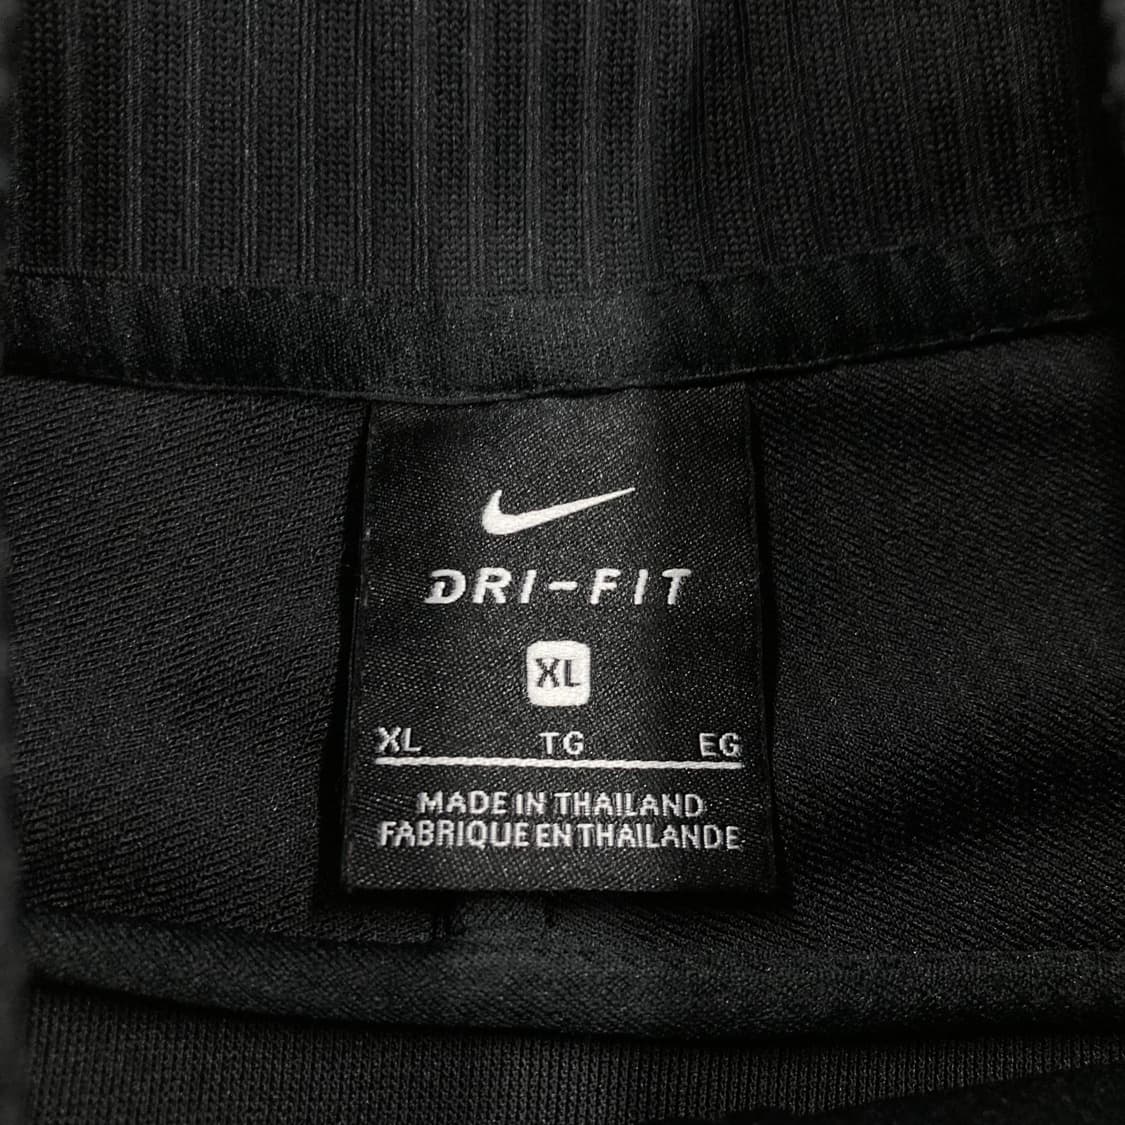 DRI-FIT
XL
XL TG EG
MADE IN THAILAND
FABRIQUE EN THAILANDE